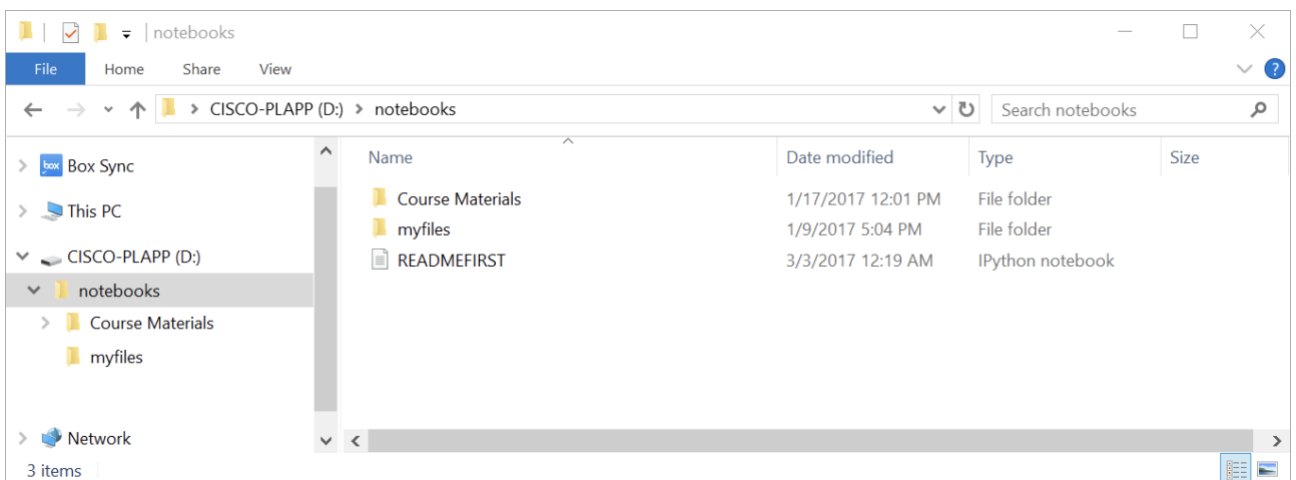 notebooks
File Home Share View
CISCO-PLAPP (D:) notebooks Search notebooks
box Box Sync
This PC
CISCO-PLAPP (D:)
notebooks
Course Materials
myfiles
Network
Name Date modified Type Size
Course Materials 1/17/2017 12:01 PM File folder
myfiles 1/9/2017 5:04 PM File folder
READMEFIRST 3/3/2017 12:19 AM IPython notebook
3 items